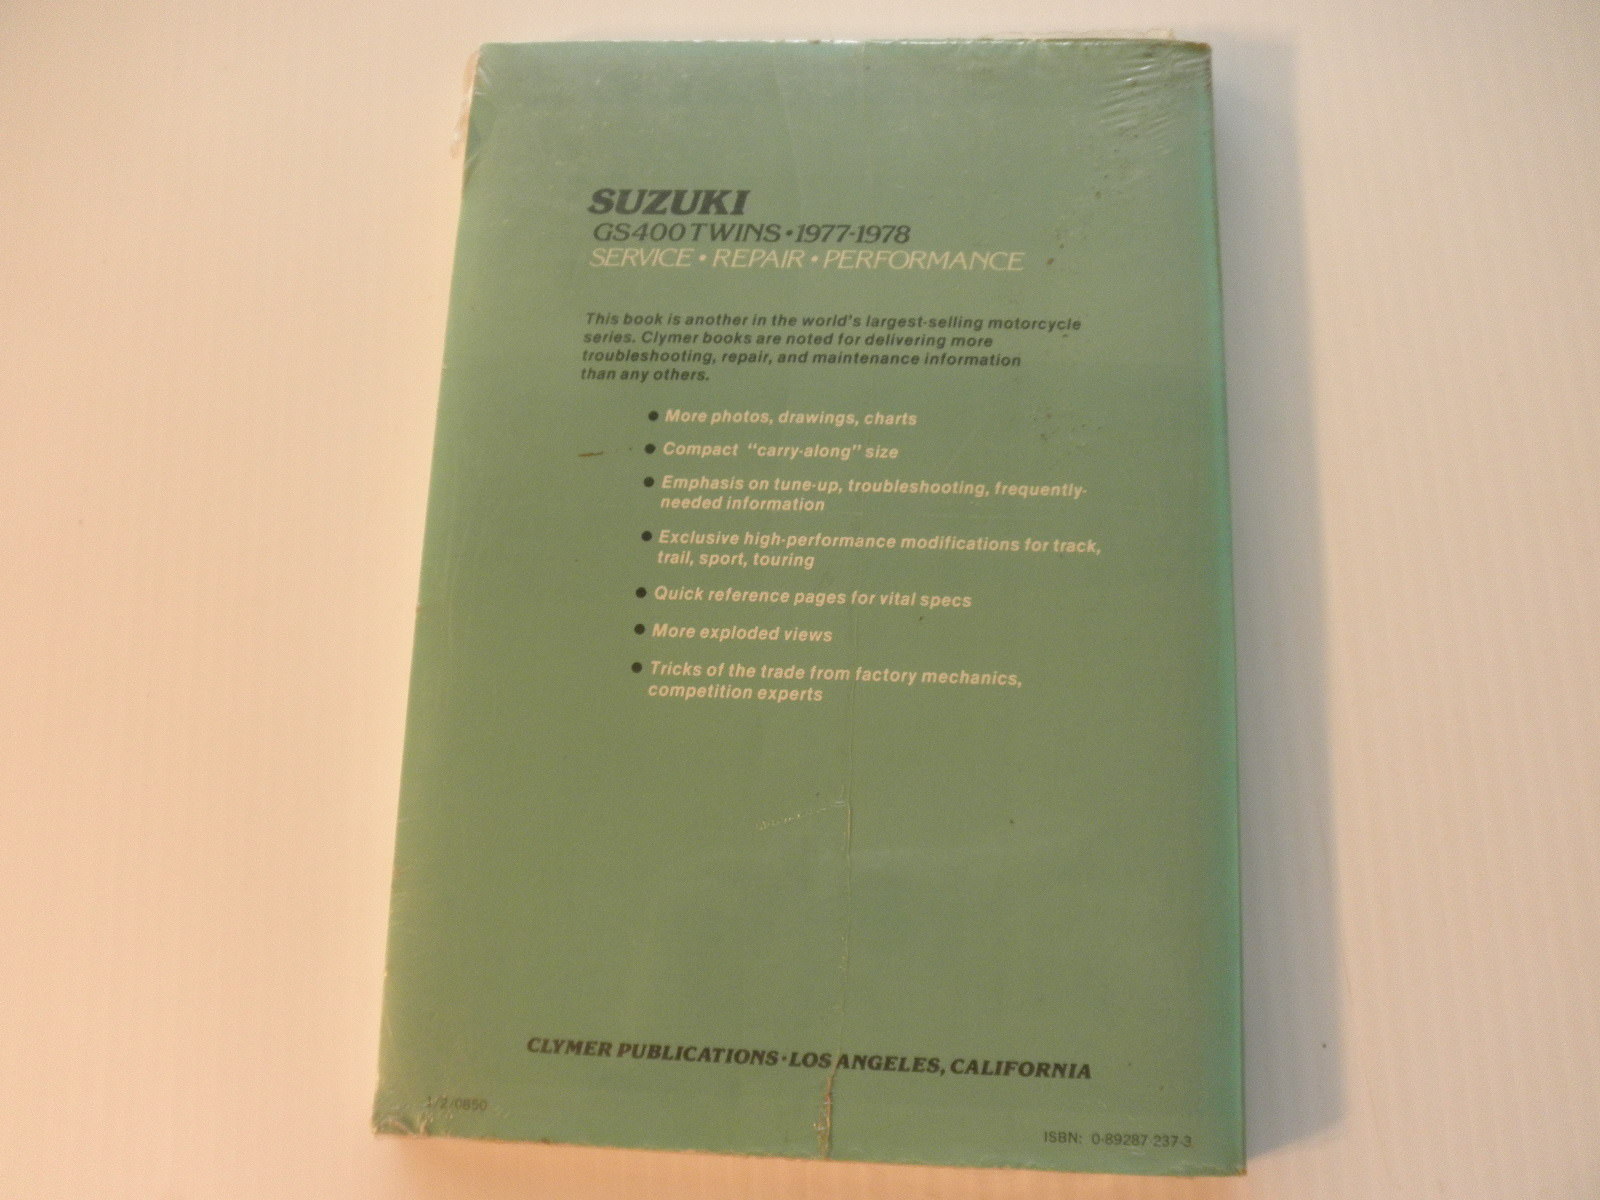 SUZUKI
GS400 TWINS • 1977-1978
SERVICE • REPAIR • PERFORMANCE
This book is another in the world's largest-selling motorcycle
series. Clymer books are noted for delivering more
troubleshooting, repair, and maintenance information
than any others.
● More photos, drawings, charts
● Compact "carry-along" size
● Emphasis on tune-up, troubleshooting, frequently-
needed information
● Exclusive high-performance modifications for track,
trail, sport, touring
● Quick reference pages for vital specs
● More exploded views
● Tricks of the trade from factory mechanics,
competition experts
CLYMER PUBLICATIONS • LOS ANGELES, CALIFORNIA
ISBN: 0-89287-237-3